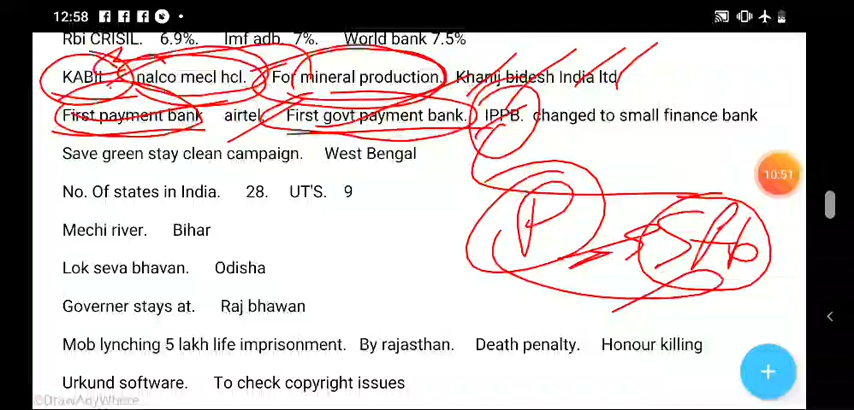 12:58
Rbi CRISIL. 6.9%. Imf adb. 7%. World bank 7.5%
KABIL nalco mecl hcl. For mineral production. Khanij bidesh India ltd
First payment bank airtel First govt payment bank. IPPB. changed to small finance bank
Save green stay clean campaign. West Bengal
10:51
No. Of states in India. 28. UT'S. 9
P Sfb
Mechi river. Bihar
Lok seva bhavan. Odisha
Governer stays at. Raj bhawan
Mob lynching 5 lakh life imprisonment. By rajasthan. Death penalty. Honour killing
Urkund software. To check copyright issues
©DrawAnyWhere